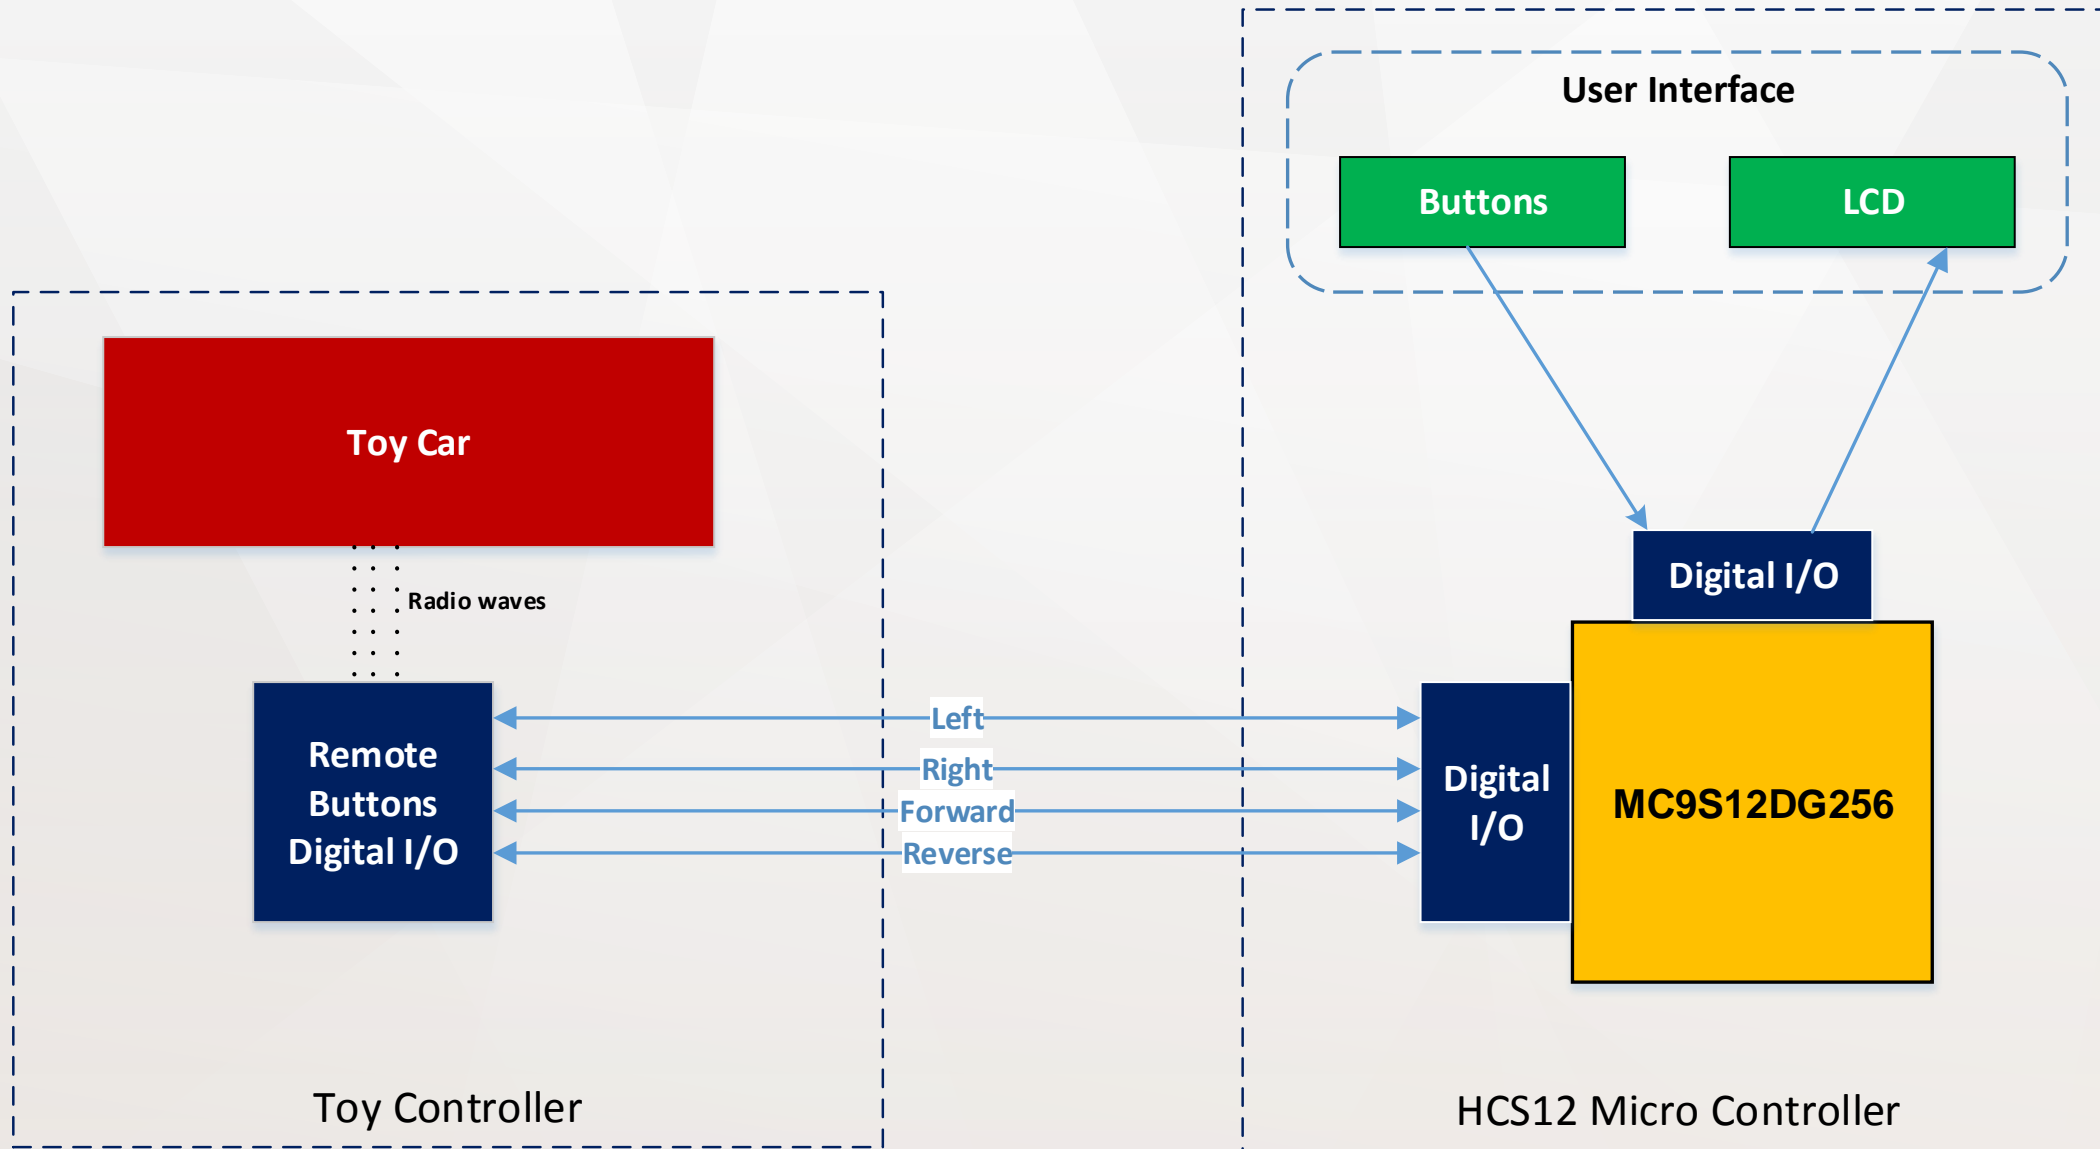 User Interface
Buttons
LCD
Toy Car
Digital I/O
Radio waves
Left
Right
Forward
Reverse
Remote
Buttons
Digital I/O
Digital
I/O
MC9S12DG256
Toy Controller
HCS12 Micro Controller